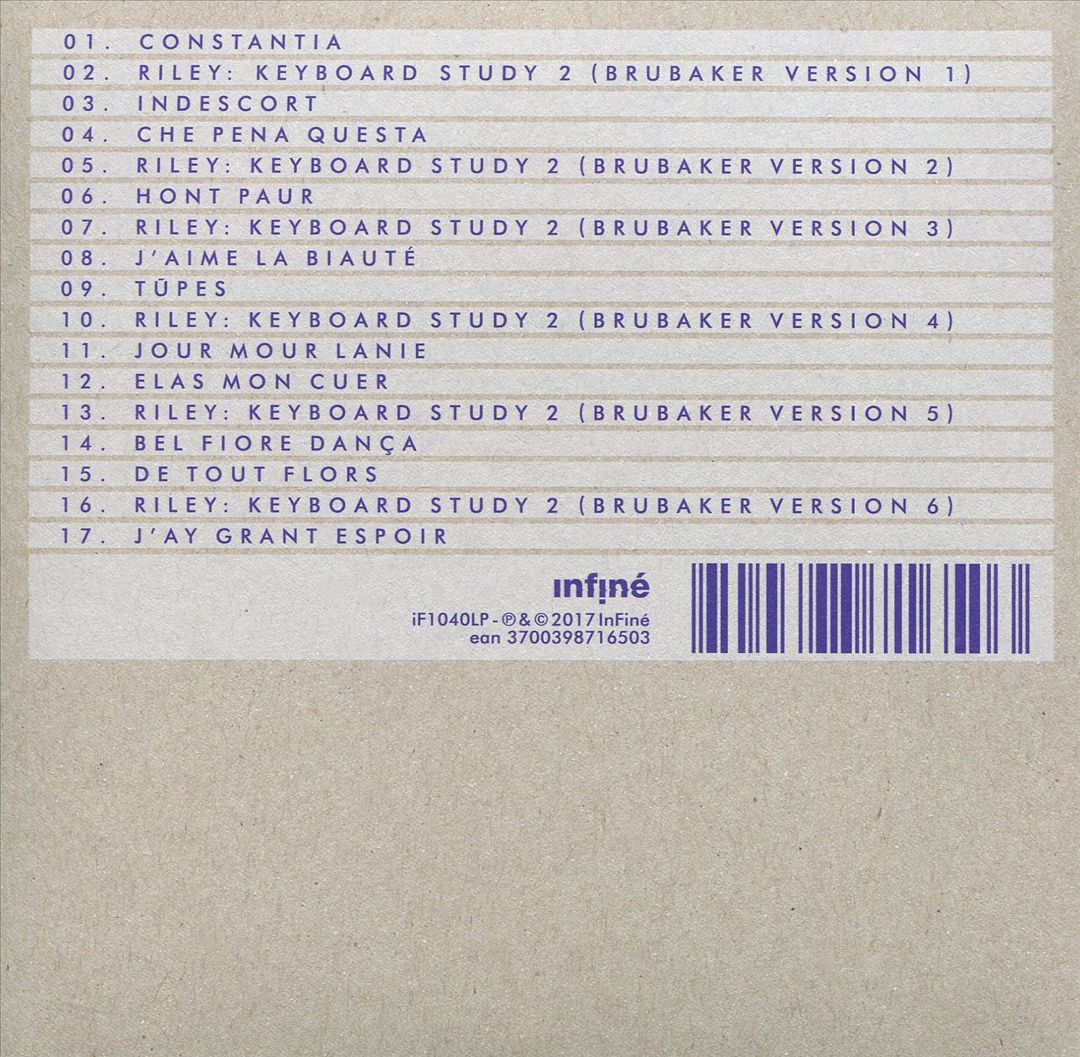 01. CONSTANTIA
02. RILEY: KEYBOARD STUDY 2 (BRUBAKER VERSION 1)
03. INDESCORT
04. CHE PENA QUESTA
05. RILEY: KEYBOARD STUDY 2 (BRUBAKER VERSION 2)
06. HONT PAUR
07. RILEY: KEYBOARD STUDY 2 (BRUBAKER VERSION 3)
08. J'AIME LA BIAUTÉ
09. TŪPES
10. RILEY: KEYBOARD STUDY 2 (BRUBAKER VERSION 4)
11. JOUR MOUR LANIE
12. ELAS MON CUER
13. RILEY: KEYBOARD STUDY 2 (BRUBAKER VERSION 5)
14. BEL FIORE DANÇA
15. DE TOUT FLORS
16. RILEY: KEYBOARD STUDY 2 (BRUBAKER VERSION 6)
17. J'AY GRANT ESPOIR
infiné
iF1040LP - ℗ & © 2017 InFiné
ean 3700398716503